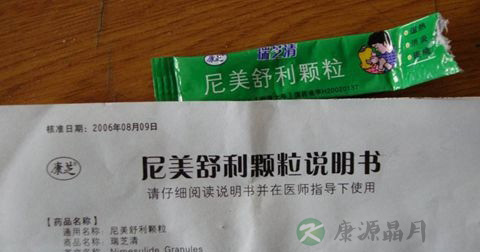 康芝
瑞芝清
尼美舒利颗粒
核准日期：2006年08月09日
康芝
尼美舒利颗粒说明书
请仔细阅读说明书并在医师指导下使用
【药品名称】
通用名称：尼美舒利颗粒
商品名称：瑞芝清
Nimesulide Granules
康源晶月